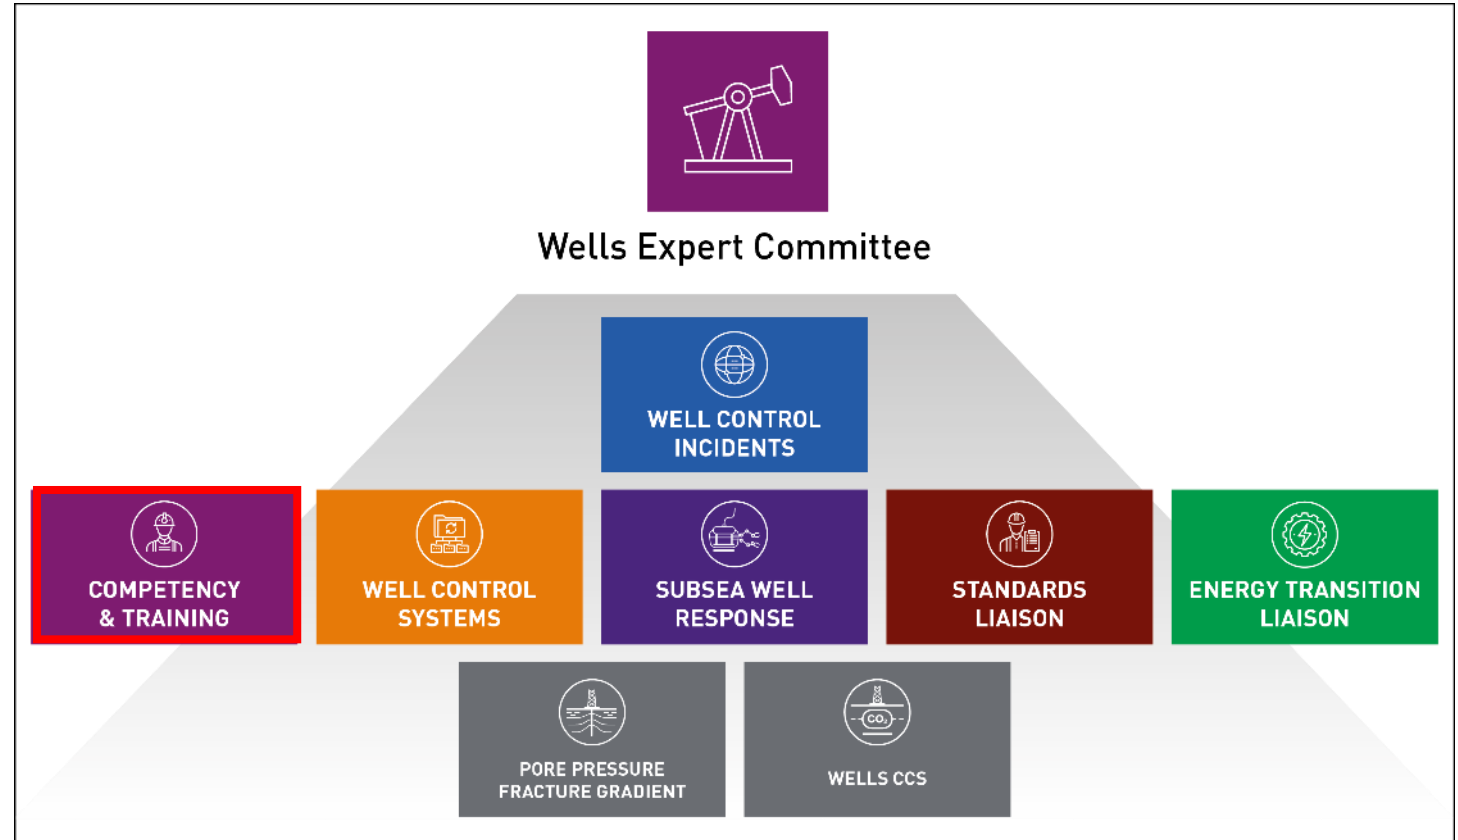 Wells Expert Committee
WELL CONTROL
INCIDENTS
COMPETENCY
& TRAINING
WELL CONTROL
SYSTEMS
SUBSEA WELL
RESPONSE
STANDARDS
LIAISON
ENERGY TRANSITION
LIAISON
PORE PRESSURE
FRACTURE GRADIENT
CO₂
WELLS CCS